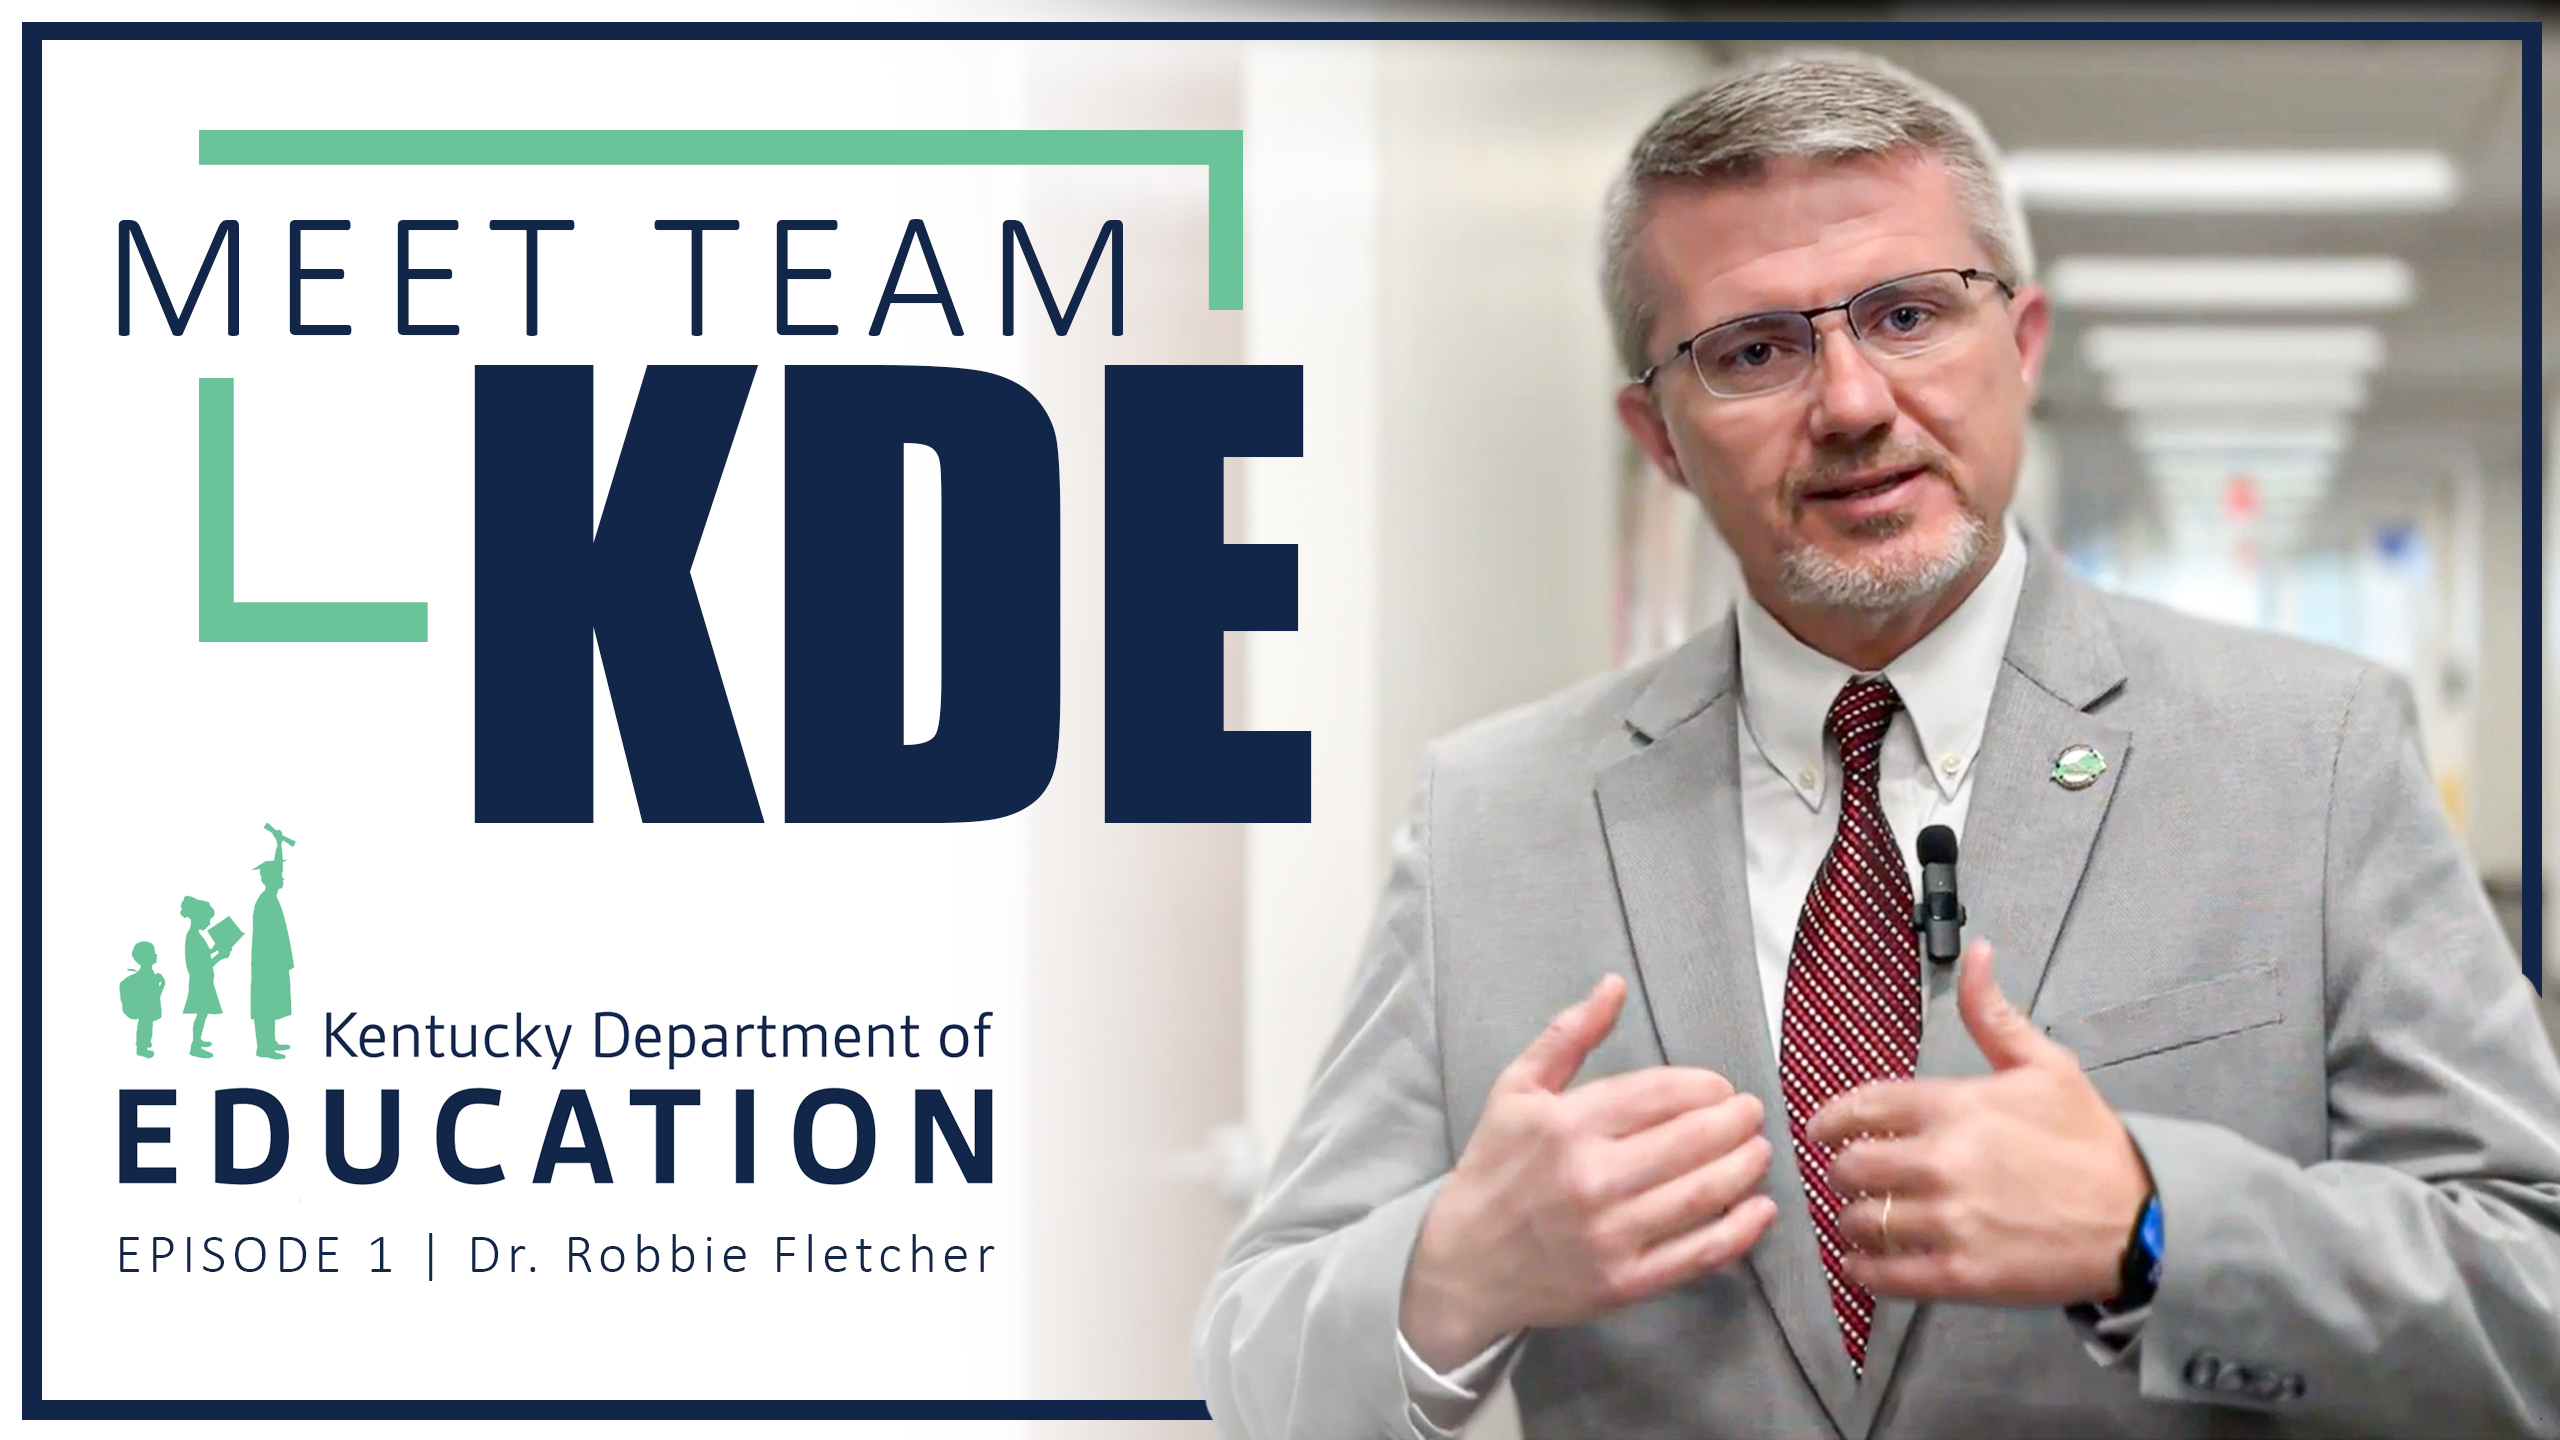 MEET TEAM
KDE
Kentucky Department of
EDUCATION
EPISODE 1 | Dr. Robbie Fletcher